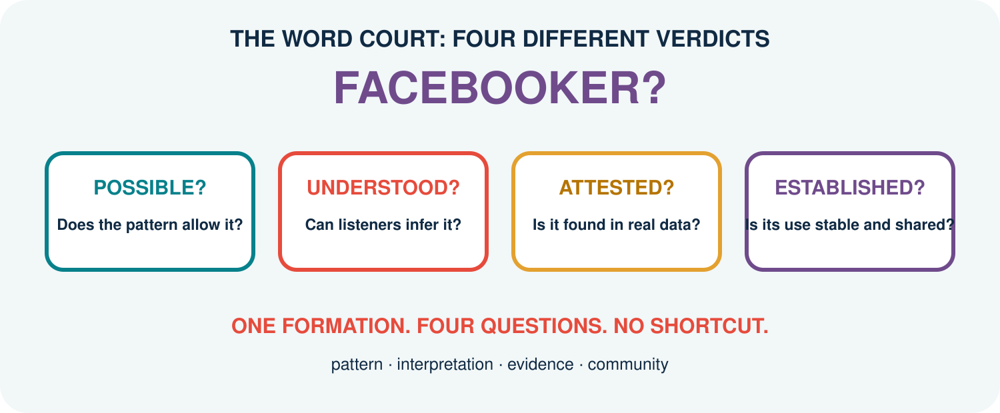 THE WORD COURT: FOUR DIFFERENT VERDICTS
FACEBOOKER?
POSSIBLE?
Does the pattern allow it?
UNDERSTOOD?
Can listeners infer it?
ATTESTED?
Is it found in real data?
ESTABLISHED?
Is its use stable and shared?
ONE FORMATION. FOUR QUESTIONS. NO SHORTCUT.
pattern · interpretation · evidence · community